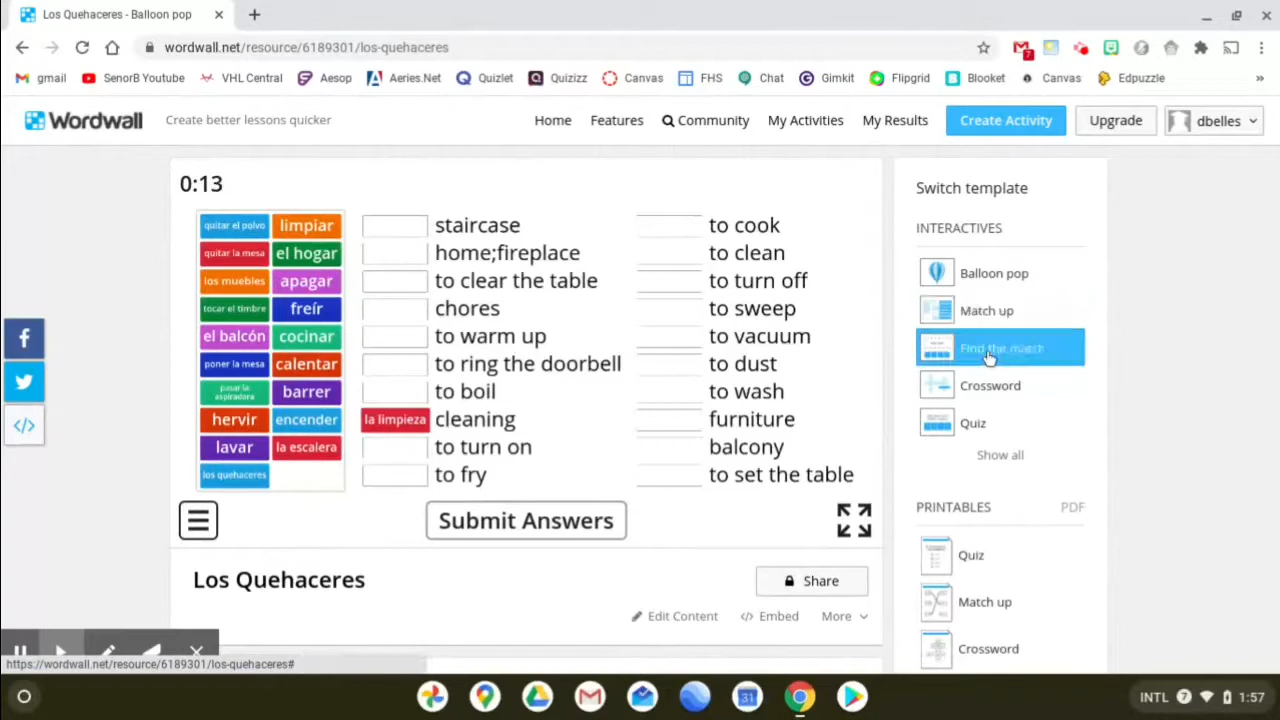 Los Quehaceres - Balloon pop
wordwall.net/resource/6189301/los-quehaceres
7
gmail SenorB Youtube VHL Central Aesop Aeries.Net Quizlet Quizizz Canvas FHS Chat Gimkit Flipgrid Blooket Canvas Edpuzzle »
Wordwall Create better lessons quicker Home Features Community My Activities My Results Create Activity Upgrade dbelles
0:13
quitar el polvo limpiar staircase to cook
quitar la mesa el hogar home;fireplace to clean
los muebles apagar to clear the table to turn off
tocar el timbre freír chores to sweep
el balcón cocinar to warm up to vacuum
poner la mesa calentar to ring the doorbell to dust
pasar la aspiradora barrer to boil to wash
hervir encender la limpieza cleaning furniture
lavar la escalera to turn on balcony
los quehaceres to fry to set the table
Submit Answers
Los Quehaceres
Share
Edit Content Embed More
Switch template
INTERACTIVES
Balloon pop
Match up
Find the match
Crossword
Quiz
Show all
PRINTABLES PDF
Quiz
Match up
Crossword
https://wordwall.net/resource/6189301/los-quehaceres#
31
INTL 7 1:57